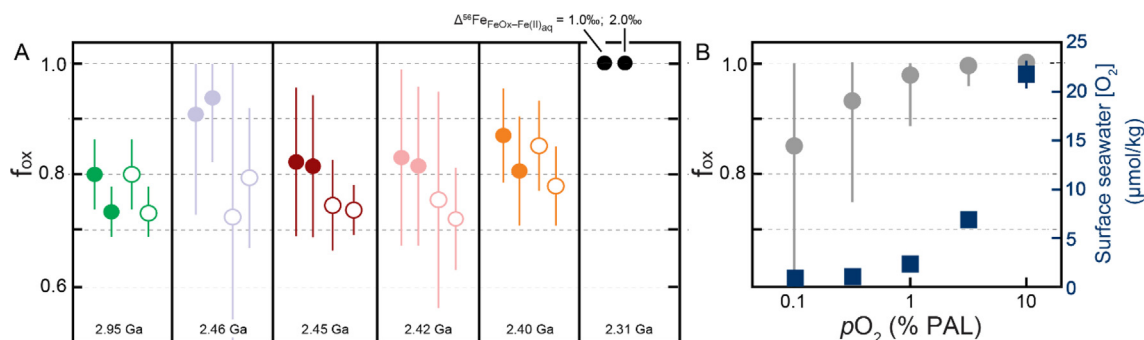 Δ⁵⁶Fe_FeOx–Fe(II)aq = 1.0‰; 2.0‰
A
f_ox
1.0
0.8
0.6
2.95 Ga
2.46 Ga
2.45 Ga
2.42 Ga
2.40 Ga
2.31 Ga
B
f_ox
1.0
0.8
0.1
1
10
pO₂ (% PAL)
25
20
15
10
5
0
Surface seawater [O₂]
(μmol/kg)